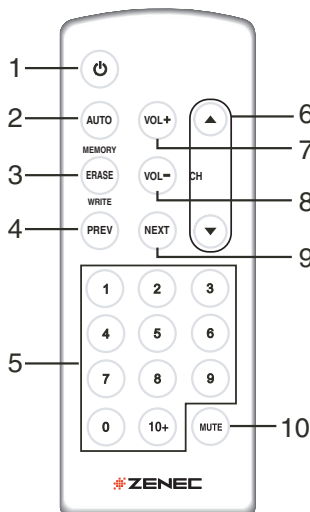 1
2 AUTO VOL+ 6
MEMORY 7
3 ERASE VOL- CH
WRITE 8
4 PREV NEXT
9
1 2 3
4 5 6
5
7 8 9
0 10+ MUTE 10
ZENEC